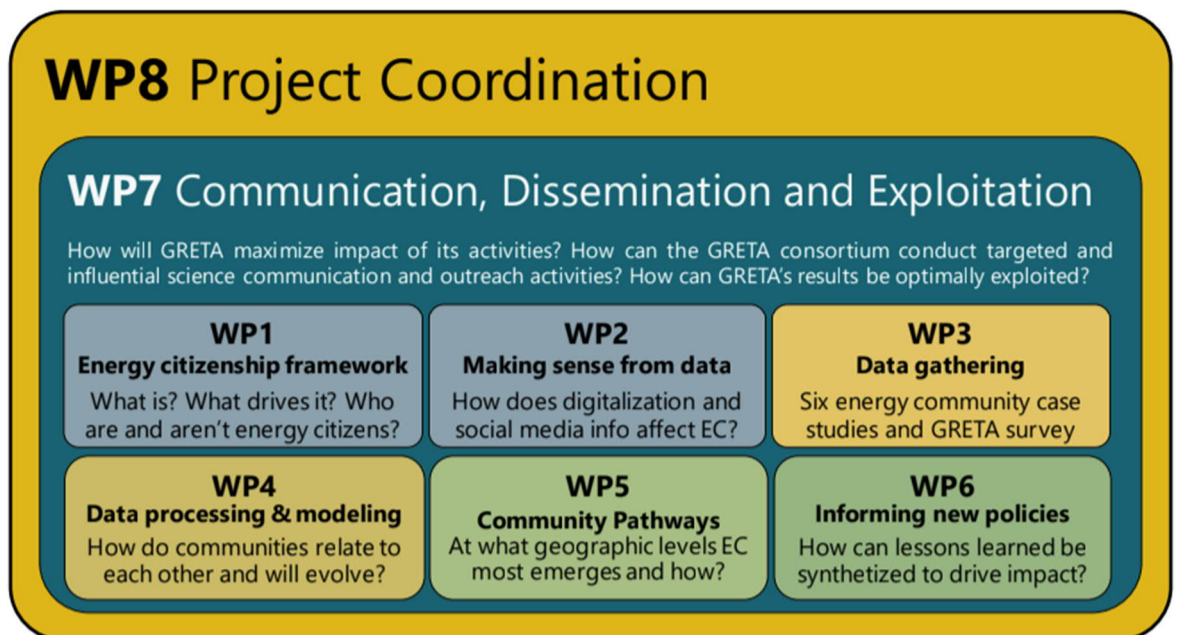 WP8 Project Coordination
WP7 Communication, Dissemination and Exploitation
How will GRETA maximize impact of its activities? How can the GRETA consortium conduct targeted and
influential science communication and outreach activities? How can GRETA's results be optimally exploited?
WP1
Energy citizenship framework
What is? What drives it? Who
are and aren't energy citizens?
WP2
Making sense from data
How does digitalization and
social media info affect EC?
WP3
Data gathering
Six energy community case
studies and GRETA survey
WP4
Data processing & modeling
How do communities relate to
each other and will evolve?
WP5
Community Pathways
At what geographic levels EC
most emerges and how?
WP6
Informing new policies
How can lessons learned be
synthetized to drive impact?